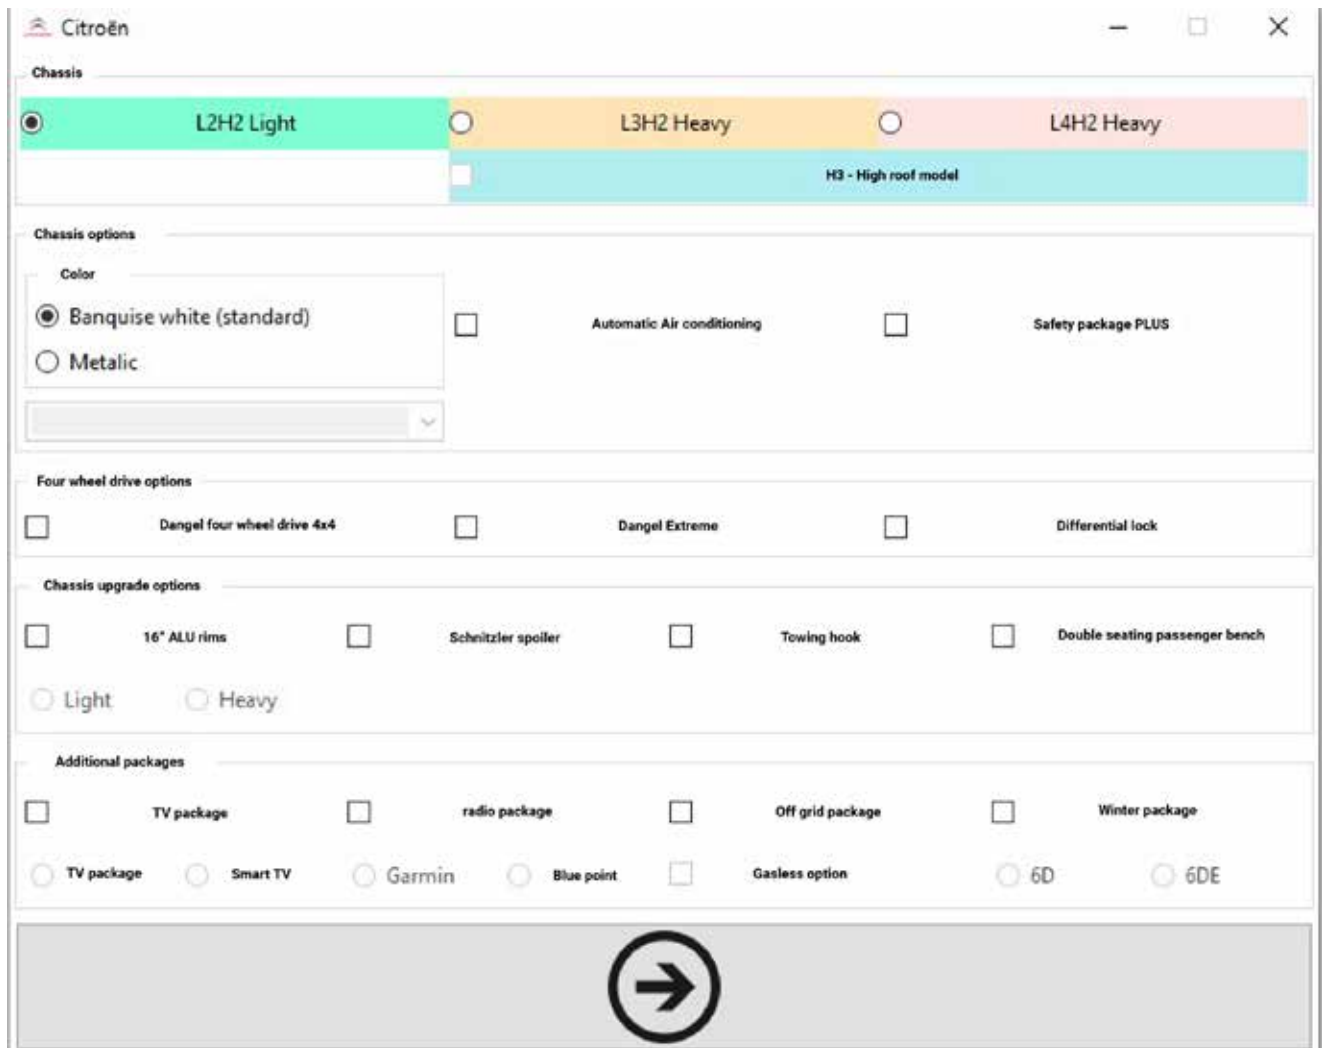 Citroën
Chassis
L2H2 Light L3H2 Heavy L4H2 Heavy
H3 - High roof model
Chassis options
Color
Banquise white (standard)
Automatic Air conditioning Safety package PLUS
Metalic
Four wheel drive options
Dangel four wheel drive 4x4 Dangel Extreme Differential lock
Chassis upgrade options
16" ALU rims Schnitzler spoiler Towing hook Double seating passenger bench
Light Heavy
Additional packages
TV package radio package Off grid package Winter package
TV package Smart TV Garmin Blue point Gasless option 6D 6DE